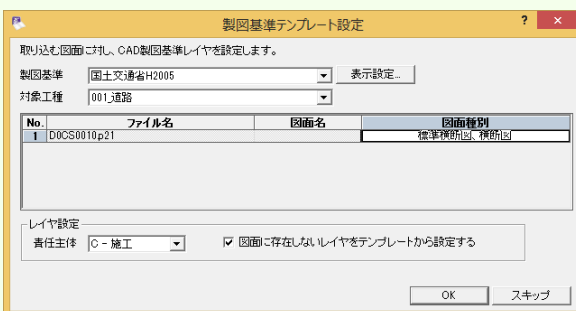 製図基準テンプレート設定
? ×
取り込む図面に対し、CAD製図基準レイヤを設定します。
製図基準 国土交通省H2005 表示設定...
対象工種 001_道路
No. ファイル名 図面名 図面種別
1 D0CS0010.p21 標準横断図、横断図
レイヤ設定
責任主体 C - 施工 図面に存在しないレイヤをテンプレートから設定する
OK スキップ